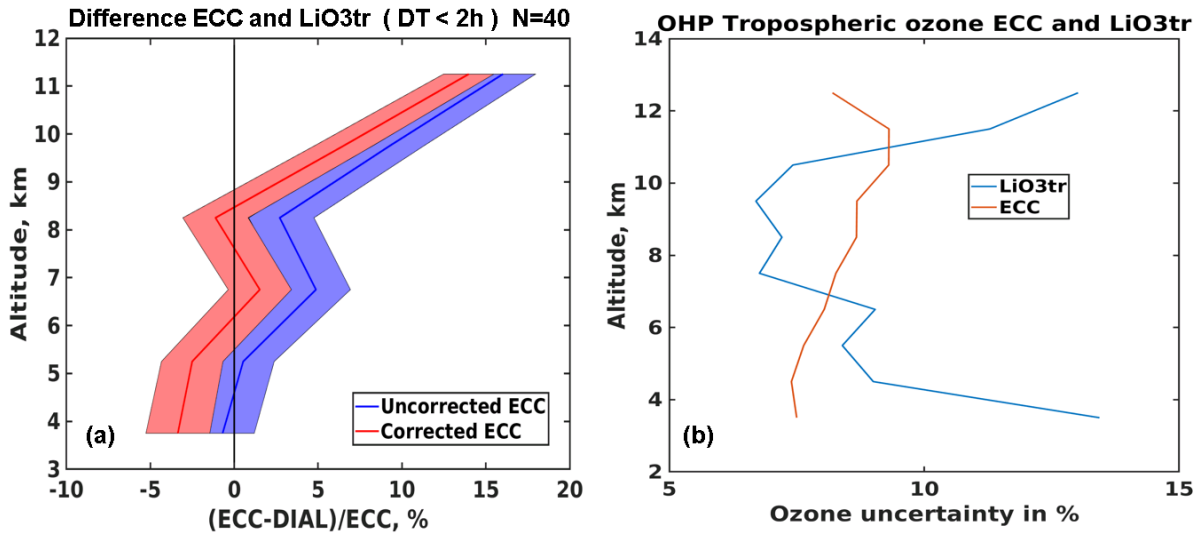 Difference ECC and LiO3tr ( DT < 2h ) N=40
12
11
10
9
8
7
6
5
4
3
Altitude, km
(a)
Uncorrected ECC
Corrected ECC
-10 -5 0 5 10 15 20
(ECC-DIAL)/ECC, %
OHP Tropospheric ozone ECC and LiO3tr
14
12
10
8
6
4
2
Altitude, km
LiO3tr
ECC
(b)
5 10 15
Ozone uncertainty in %